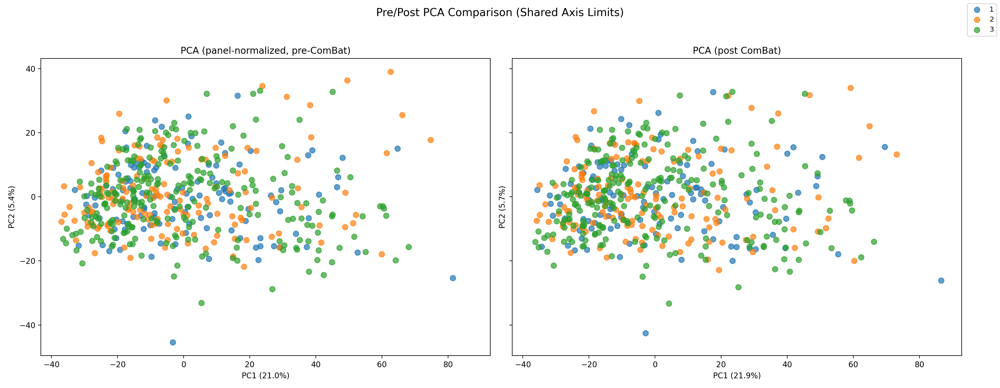 Pre/Post PCA Comparison (Shared Axis Limits)
1
2
3
PCA (panel-normalized, pre-ComBat)
PCA (post ComBat)
40
20
0
−20
−40
PC2 (5.4%)
PC2 (5.7%)
−40 −20 0 20 40 60 80
−40 −20 0 20 40 60 80
PC1 (21.0%)
PC1 (21.9%)